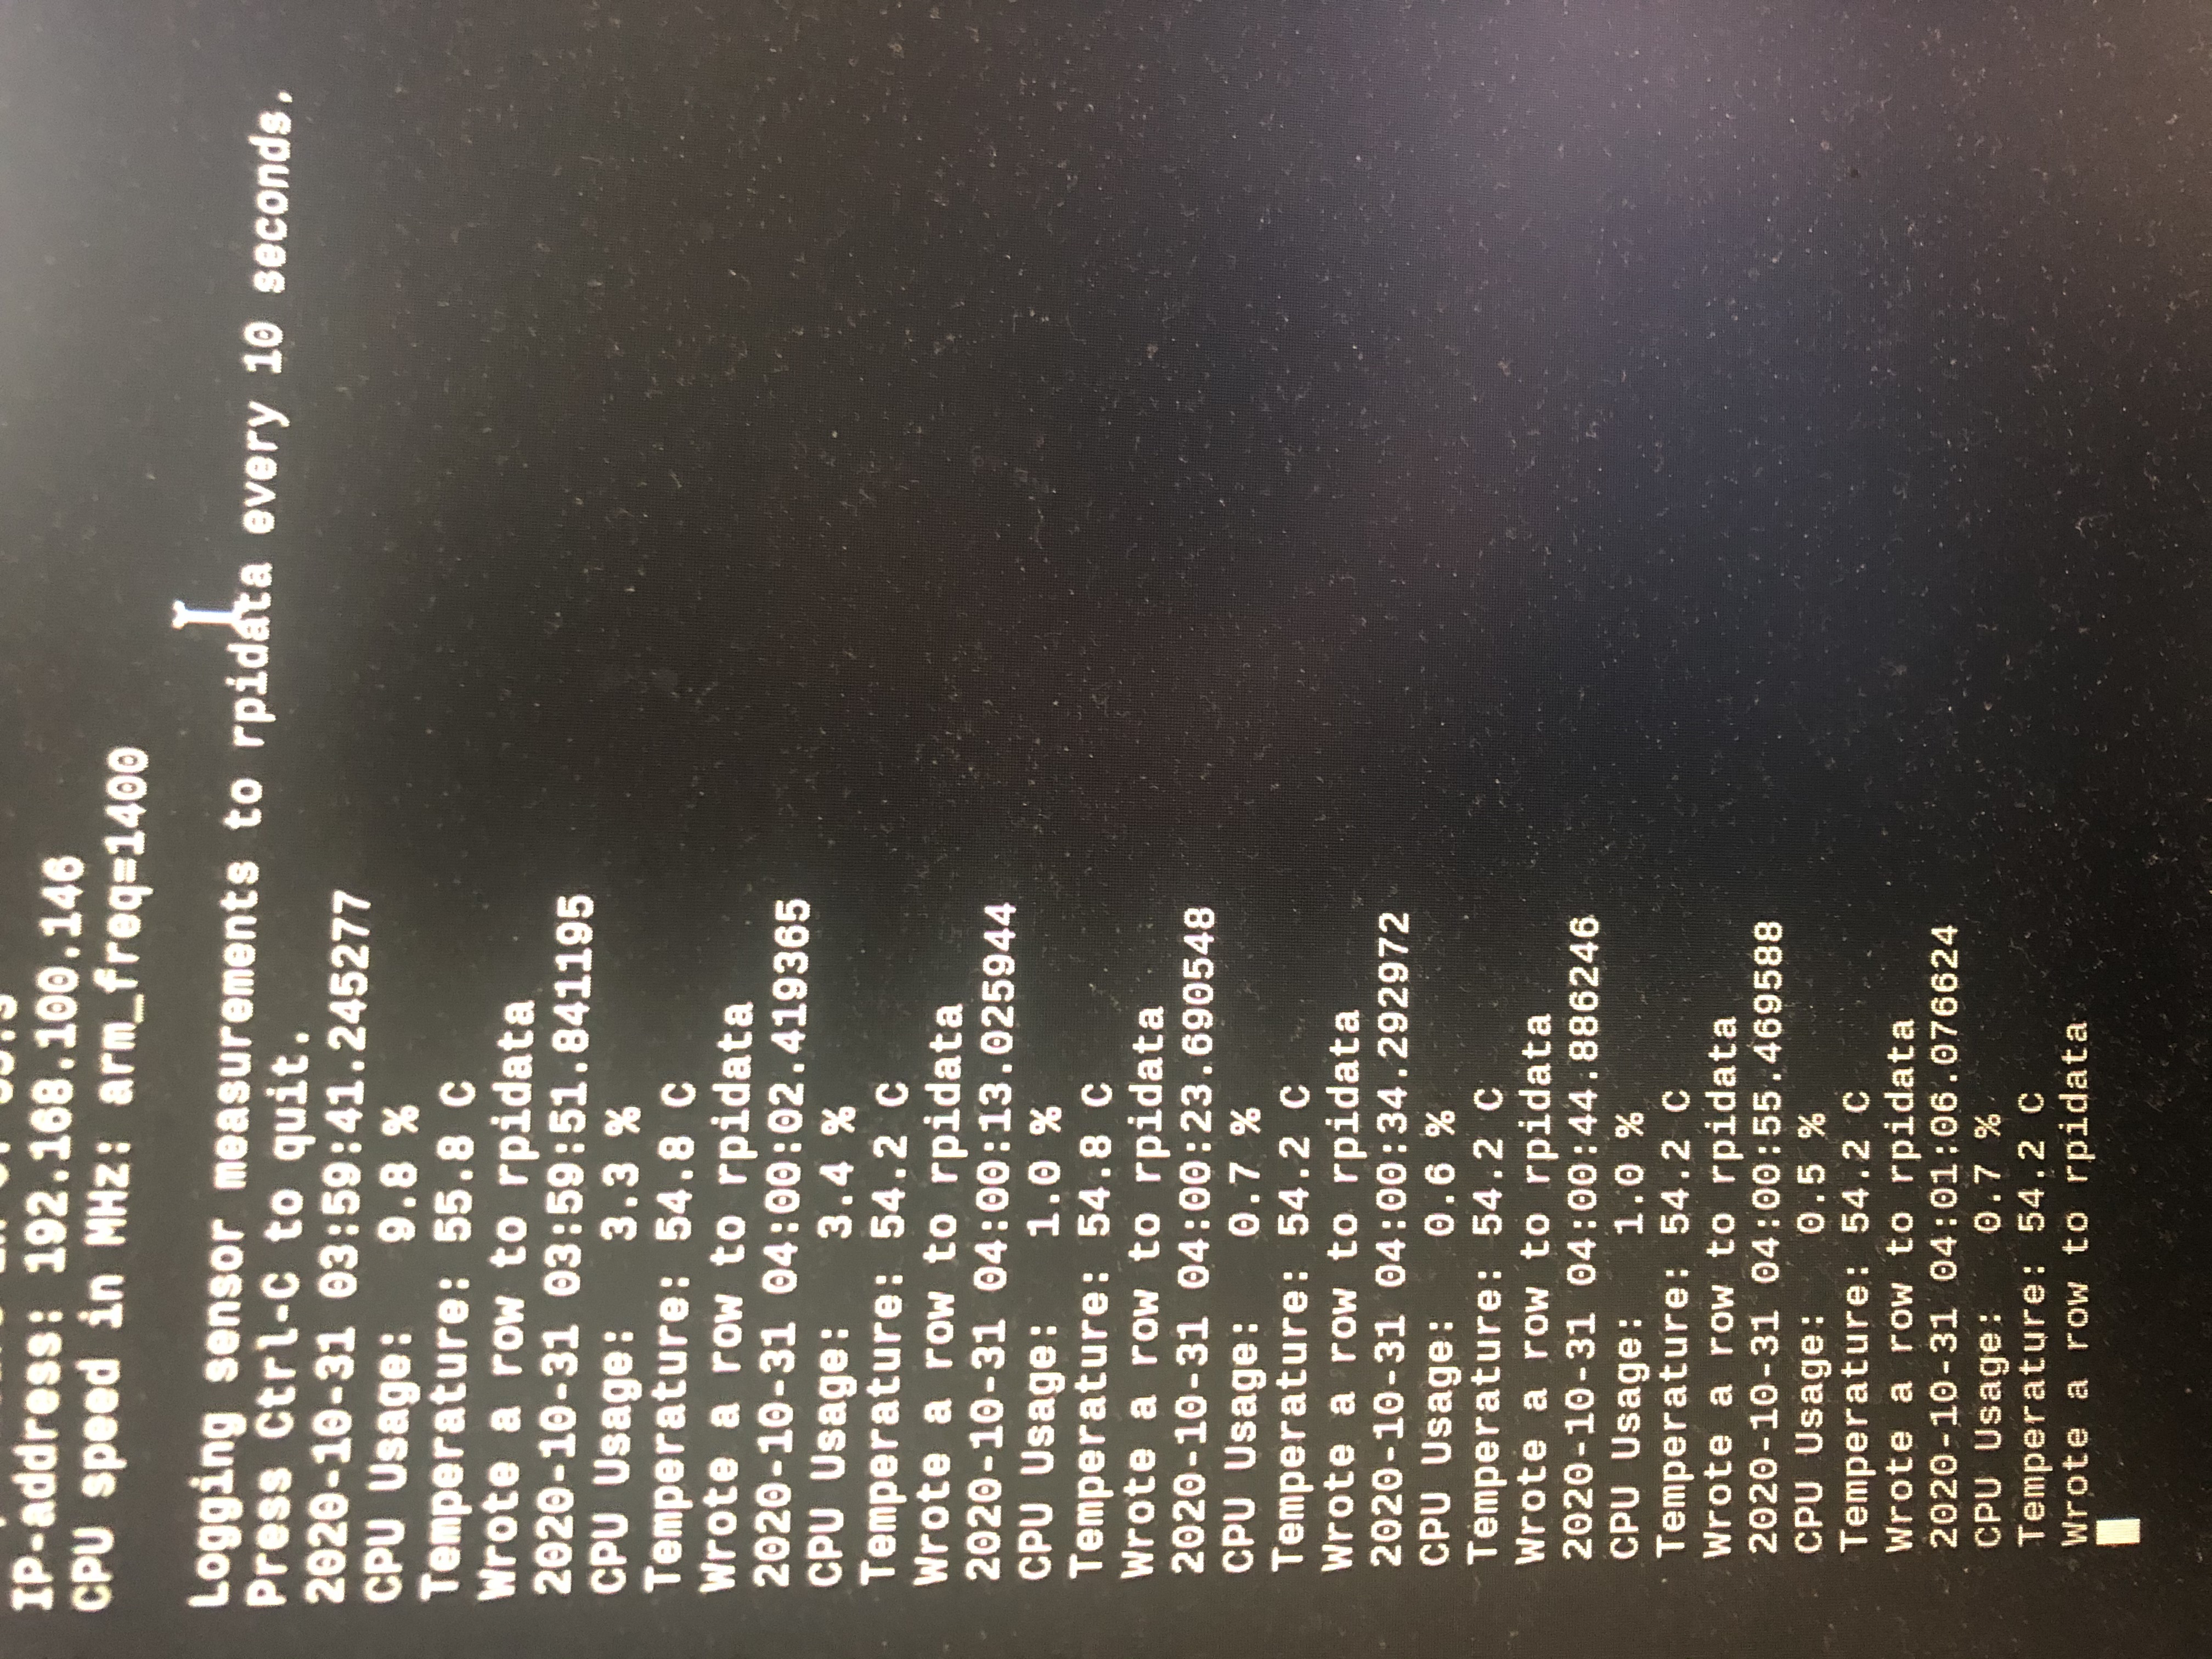 IP-address: 192.168.100.146
CPU speed in MHz: arm_freq=1400
Logging sensor measurements to rpidata every 10 seconds.
Press Ctrl-C to quit.
2020-10-31 03:59:41.245277
CPU Usage:   9.8 %
Temperature: 55.8 C
Wrote a row to rpidata
2020-10-31 03:59:51.841195
CPU Usage:   3.3 %
Temperature: 54.8 C
Wrote a row to rpidata
2020-10-31 04:00:02.419365
CPU Usage:   3.4 %
Temperature: 54.2 C
Wrote a row to rpidata
2020-10-31 04:00:13.025944
CPU Usage:   1.0 %
Temperature: 54.8 C
Wrote a row to rpidata
2020-10-31 04:00:23.690548
CPU Usage:   0.7 %
Temperature: 54.2 C
Wrote a row to rpidata
2020-10-31 04:00:34.292972
CPU Usage:   0.6 %
Temperature: 54.2 C
Wrote a row to rpidata
2020-10-31 04:00:44.886246
CPU Usage:   1.0 %
Temperature: 54.2 C
Wrote a row to rpidata
2020-10-31 04:00:55.469588
CPU Usage:   0.5 %
Temperature: 54.2 C
Wrote a row to rpidata
2020-10-31 04:01:06.076624
CPU Usage:   0.7 %
Temperature: 54.2 C
Wrote a row to rpidata